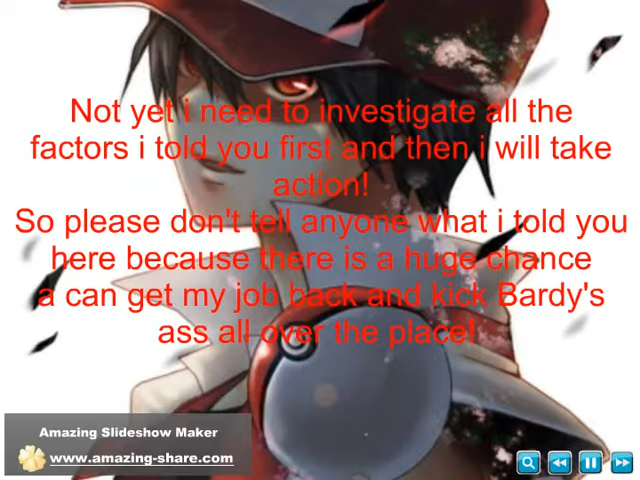 Not yet i need to investigate all the
factors i told you first and then i will take
action!
So please don't tell anyone what i told you
here because there is a huge chance
a can get my job back and kick Bardy's
ass all over the place!
Amazing Slideshow Maker
www.amazing-share.com